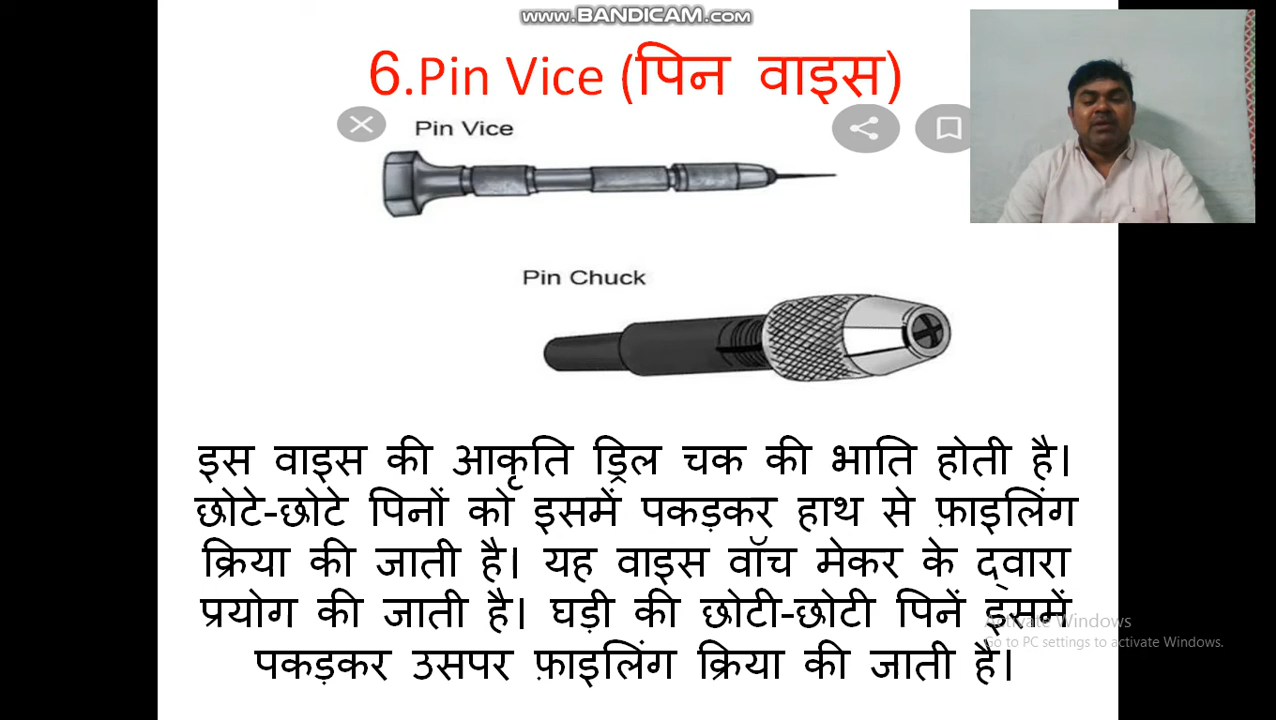 www.BANDICAM.com
6.Pin Vice (पिन वाइस)
Pin Vice
Pin Chuck
इस वाइस की आकृति ड्रिल चक की भाति होती है।
छोटे-छोटे पिनों को इसमें पकड़कर हाथ से फ़ाइलिंग
क्रिया की जाती है। यह वाइस वॉच मेकर के द्वारा
प्रयोग की जाती है। घड़ी की छोटी-छोटी पिनें इसमें
पकड़कर उसपर फ़ाइलिंग क्रिया की जाती है।
Activate Windows
Go to PC settings to activate Windows.